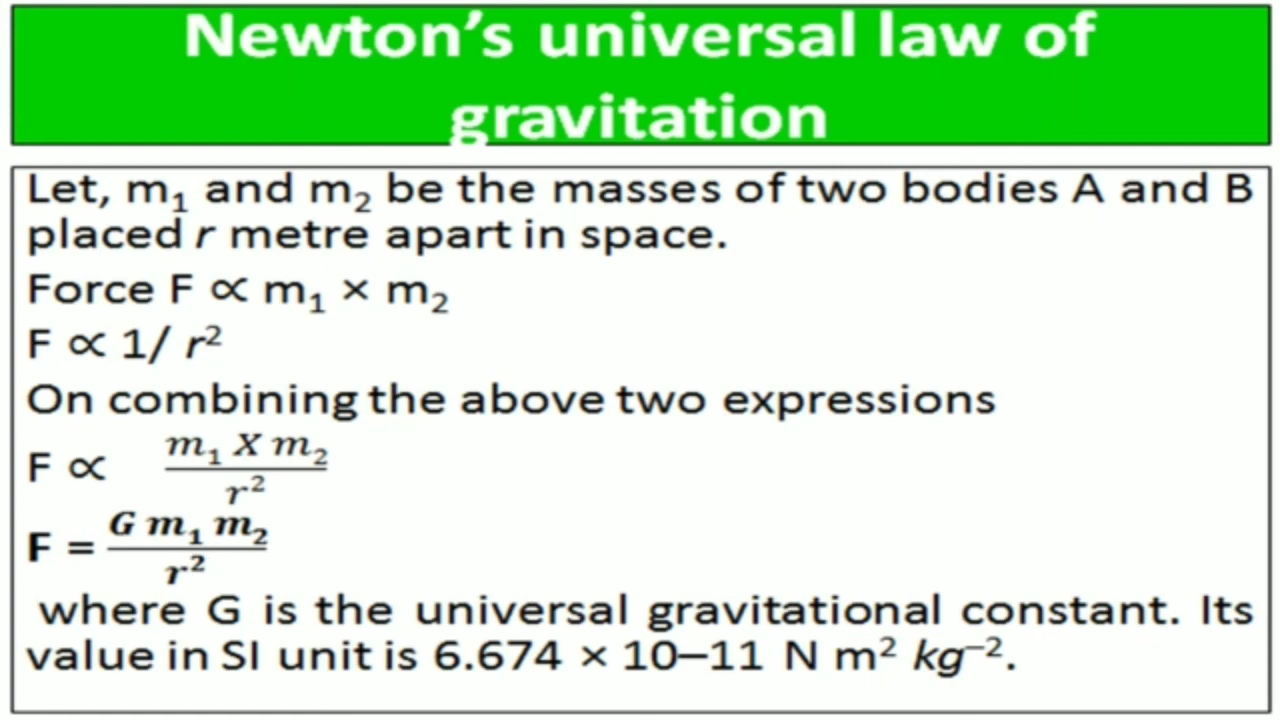 Newton’s universal law of
gravitation
Let, m₁ and m₂ be the masses of two bodies A and B
placed r metre apart in space.
Force F ∝ m₁ × m₂
F ∝ 1/ r²
On combining the above two expressions
F ∝ m₁ X m₂ / r²
F = G m₁ m₂ / r²
where G is the universal gravitational constant. Its
value in SI unit is 6.674 × 10–11 N m² kg⁻².